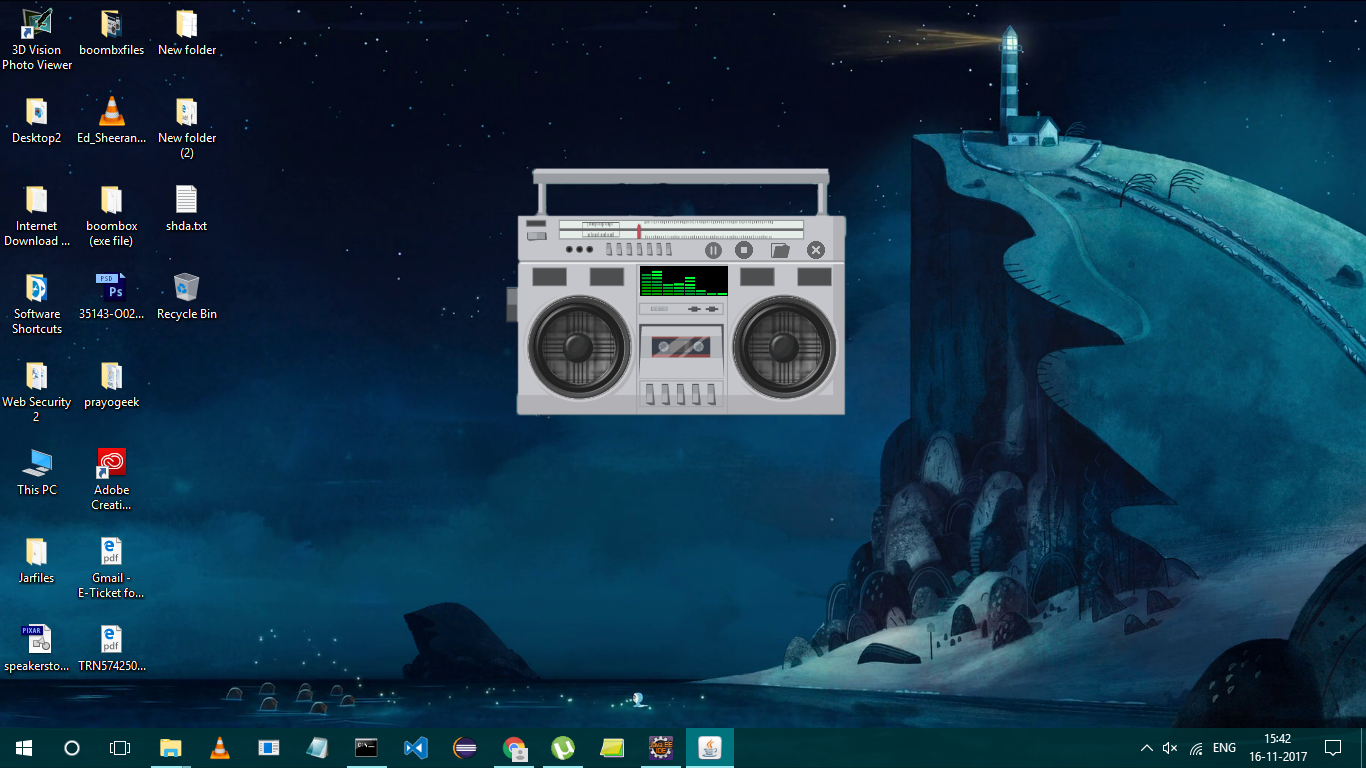 3D Vision
Photo Viewer
boombxfiles
New folder
Desktop2
Ed_Sheeran...
New folder
(2)
Internet
Download ...
boombox
(exe file)
shda.txt
Software
Shortcuts
PSD
Ps
35143-O02...
Recycle Bin
Web Security
2
prayogeek
This PC
Adobe
Creati...
Jarfiles
pdf
Gmail -
E-Ticket fo...
PIXAR
speakersto...
pdf
TRN574250...
ENG
15:42
16-11-2017